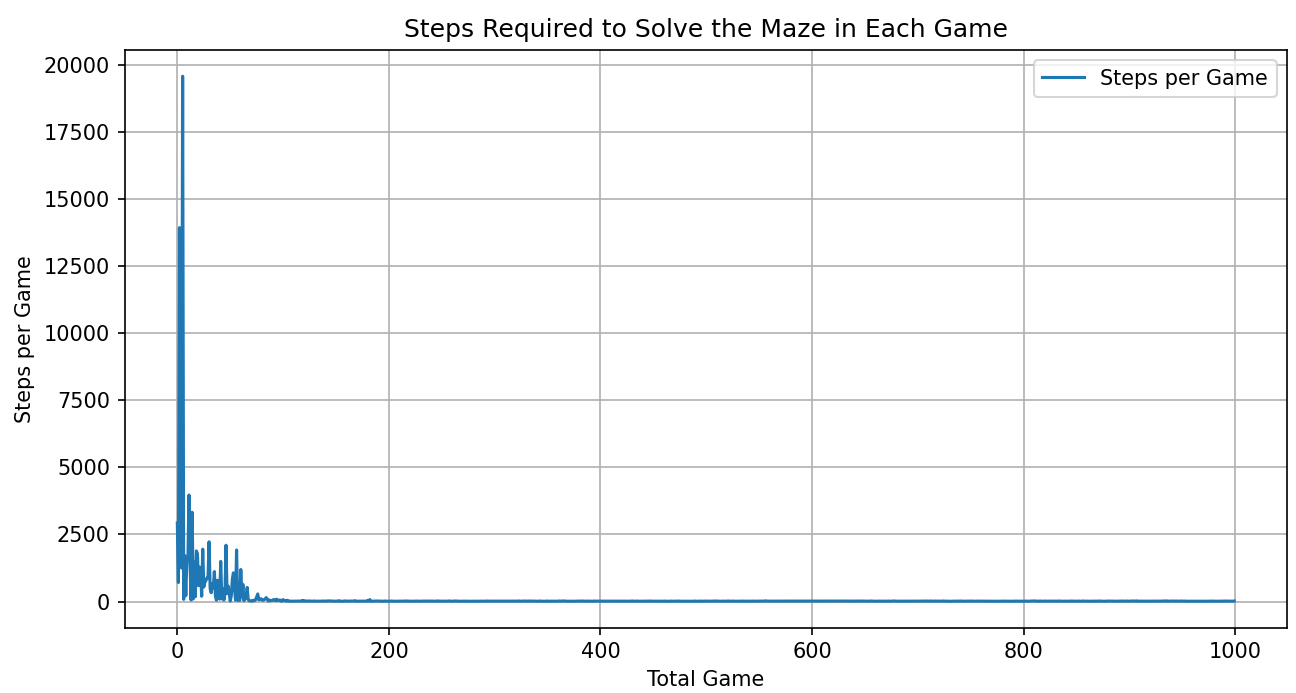 Steps Required to Solve the Maze in Each Game
Steps per Game
20000
17500
15000
12500
10000
7500
5000
2500
0
Steps per Game
0 200 400 600 800 1000
Total Game